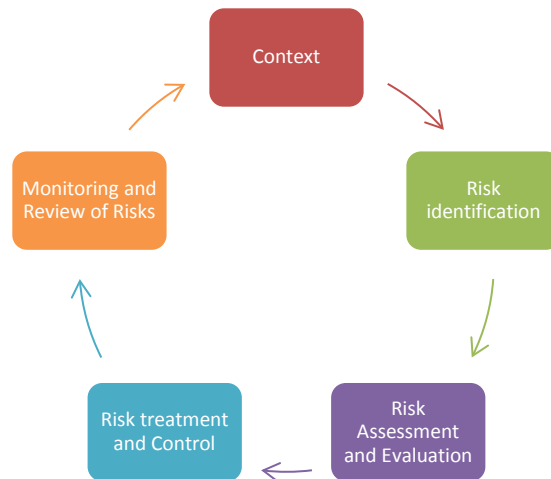 Context
Risk
identification
Risk
Assessment
and Evaluation
Risk treatment
and Control
Monitoring and
Review of Risks